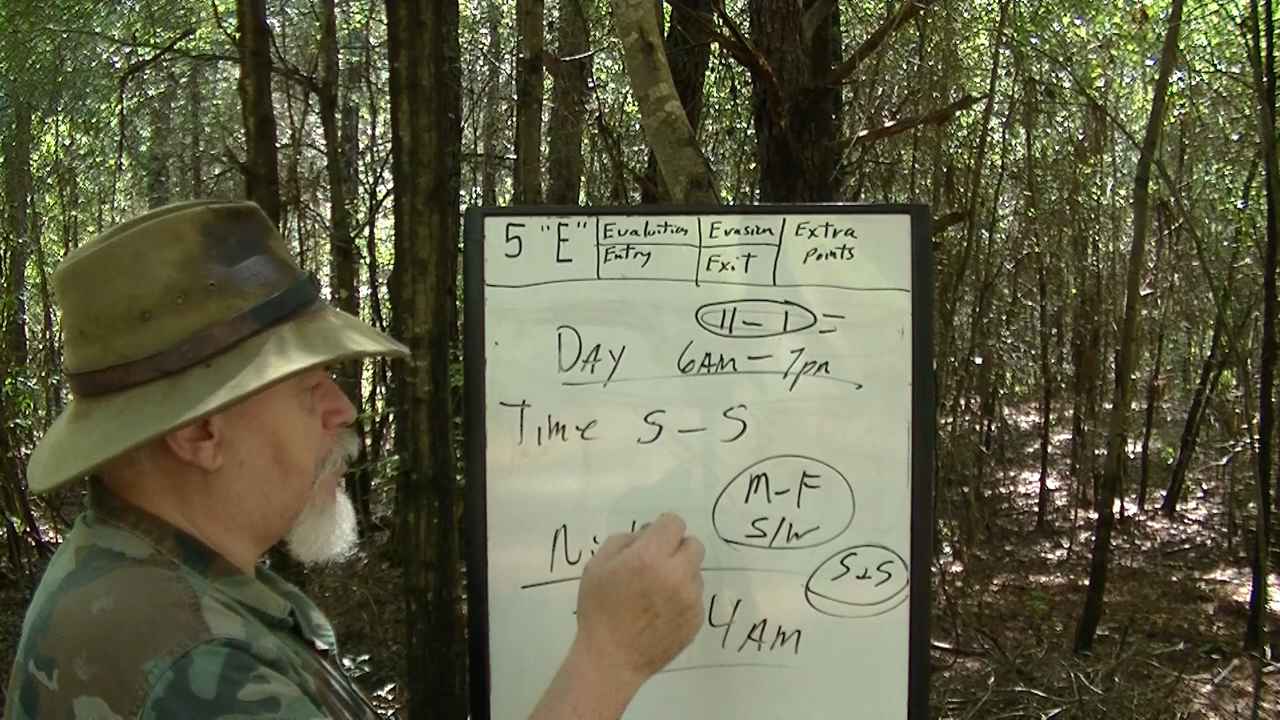 5 "E" Evaluation Evasion Extra
Entry Exit Points
11 - 1 =
DAY 6AM - 7pm
Time S - S
M-F
S/W
S+S
4AM